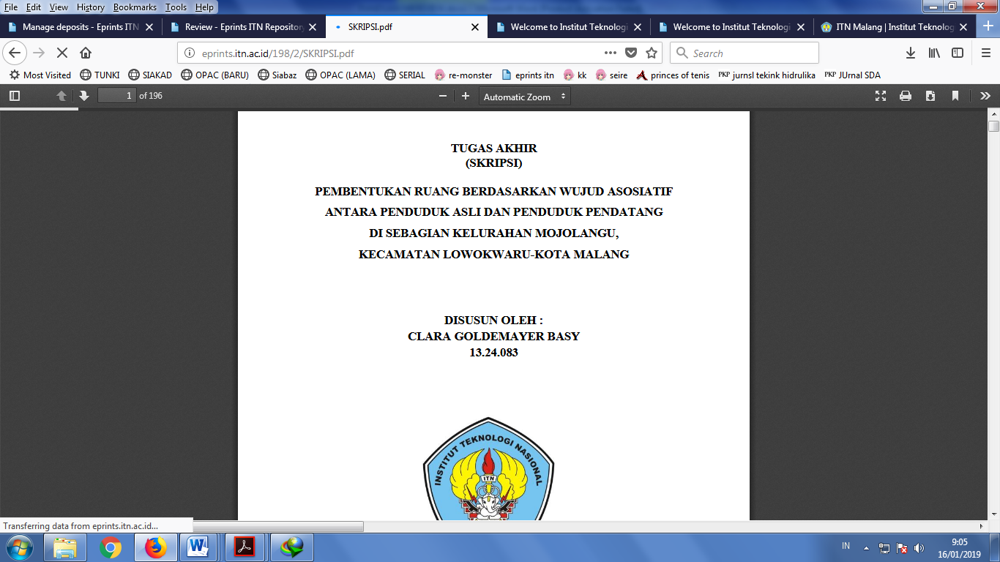 File Edit View History Bookmarks Tools Help
Manage deposits - Eprints ITN
Review - Eprints ITN Repository
SKRIPSI.pdf
Welcome to Institut Teknologi
Welcome to Institut Teknologi
ITN Malang | Institut Teknolog
eprints.itn.ac.id/198/2/SKRIPSI.pdf
Search
Most Visited TUNKI SIAKAD OPAC (BARU) Siabaz OPAC (LAMA) SERIAL re-monster eprints itn kk seire princes of tenis PKP jurnsl tekink hidrulika PKP JUrnal SDA
1 of 196
Automatic Zoom
TUGAS AKHIR
(SKRIPSI)
PEMBENTUKAN RUANG BERDASARKAN WUJUD ASOSIATIF
ANTARA PENDUDUK ASLI DAN PENDUDUK PENDATANG
DI SEBAGIAN KELURAHAN MOJOLANGU,
KECAMATAN LOWOKWARU-KOTA MALANG
DISUSUN OLEH :
CLARA GOLDEMAYER BASY
13.24.083
INSTITUT TEKNOLOGI NASIONAL
ITN
Transferring data from eprints.itn.ac.id...
IN
9:05
16/01/2019